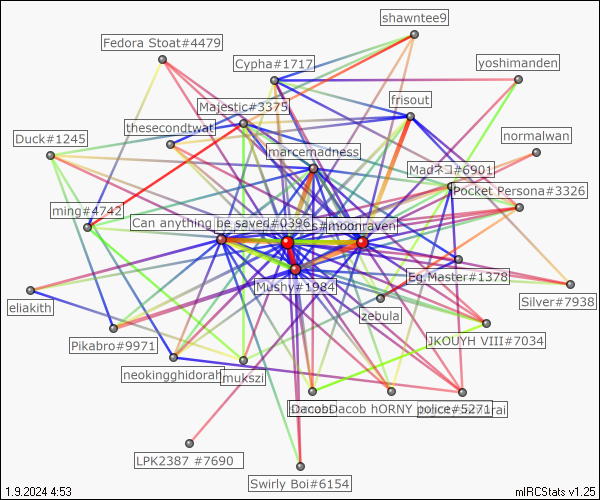 shawntee9
Fedora Stoat#4479
Cypha#1717
yoshimanden
Majestic#3375
frisout
thesecondtwat
normalwan
Duck#1245
marcemadness
Madネコ#6901
Pocket Persona#3326
ming#4742
Can anything be saved#0396
s#moonraven
Eq.Master#1378
Mushy#1984
Silver#7938
eliakith
zebula
Pikabro#9971
JKOUYH VIII#7034
neokingghidorah
mukszi
DacobDacob hORNY police#5271
LPK2387 #7690
Swirly Boi#6154
1.9.2024 4:53
mIRCStats v1.25